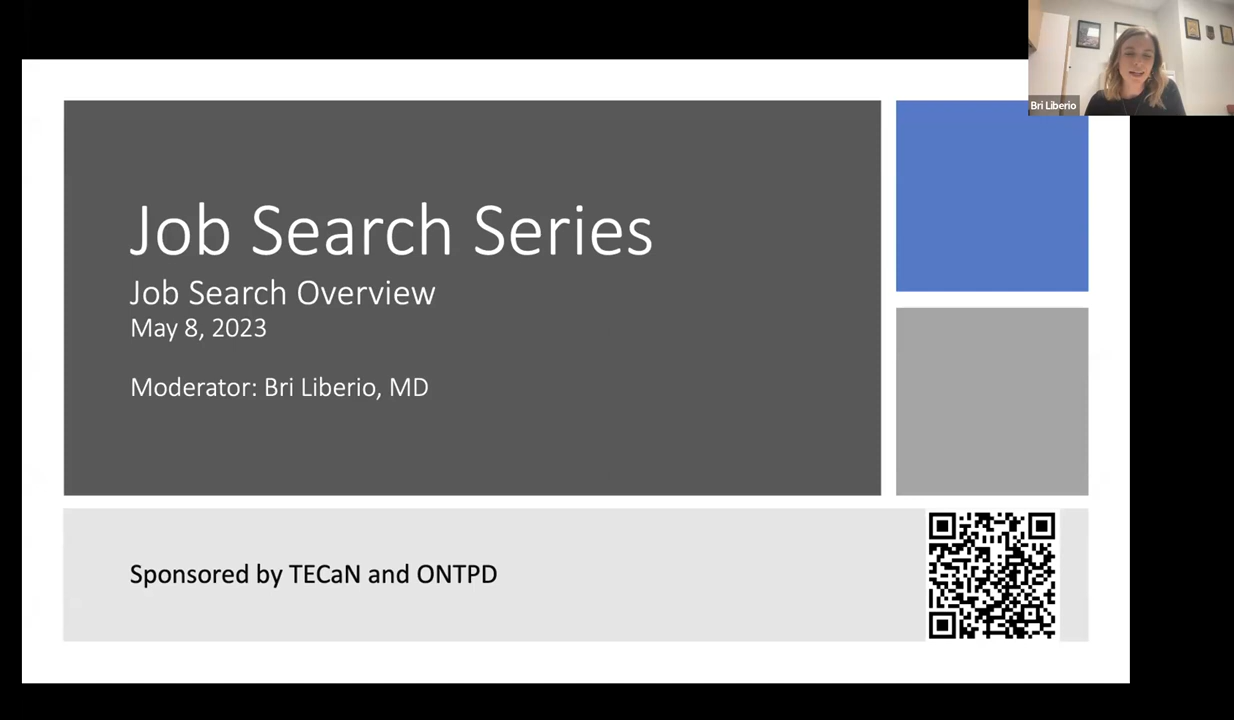 Bri Liberio
Job Search Series
Job Search Overview
May 8, 2023
Moderator: Bri Liberio, MD
Sponsored by TECaN and ONTPD